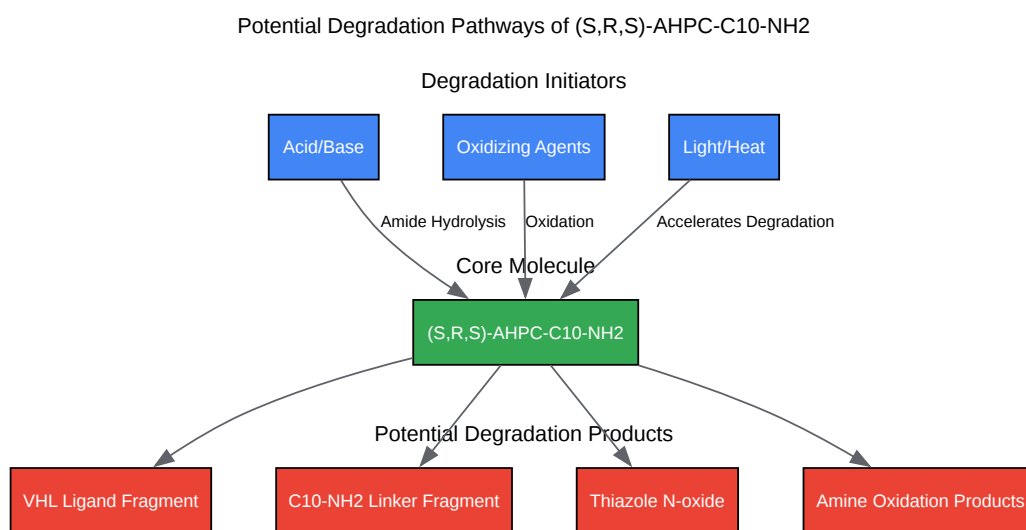 Potential Degradation Pathways of (S,R,S)-AHPC-C10-NH2
Degradation Initiators
Acid/Base
Oxidizing Agents
Light/Heat
Amide Hydrolysis
Oxidation
Accelerates Degradation
Core Molecule
(S,R,S)-AHPC-C10-NH2
Potential Degradation Products
VHL Ligand Fragment
C10-NH2 Linker Fragment
Thiazole N-oxide
Amine Oxidation Products